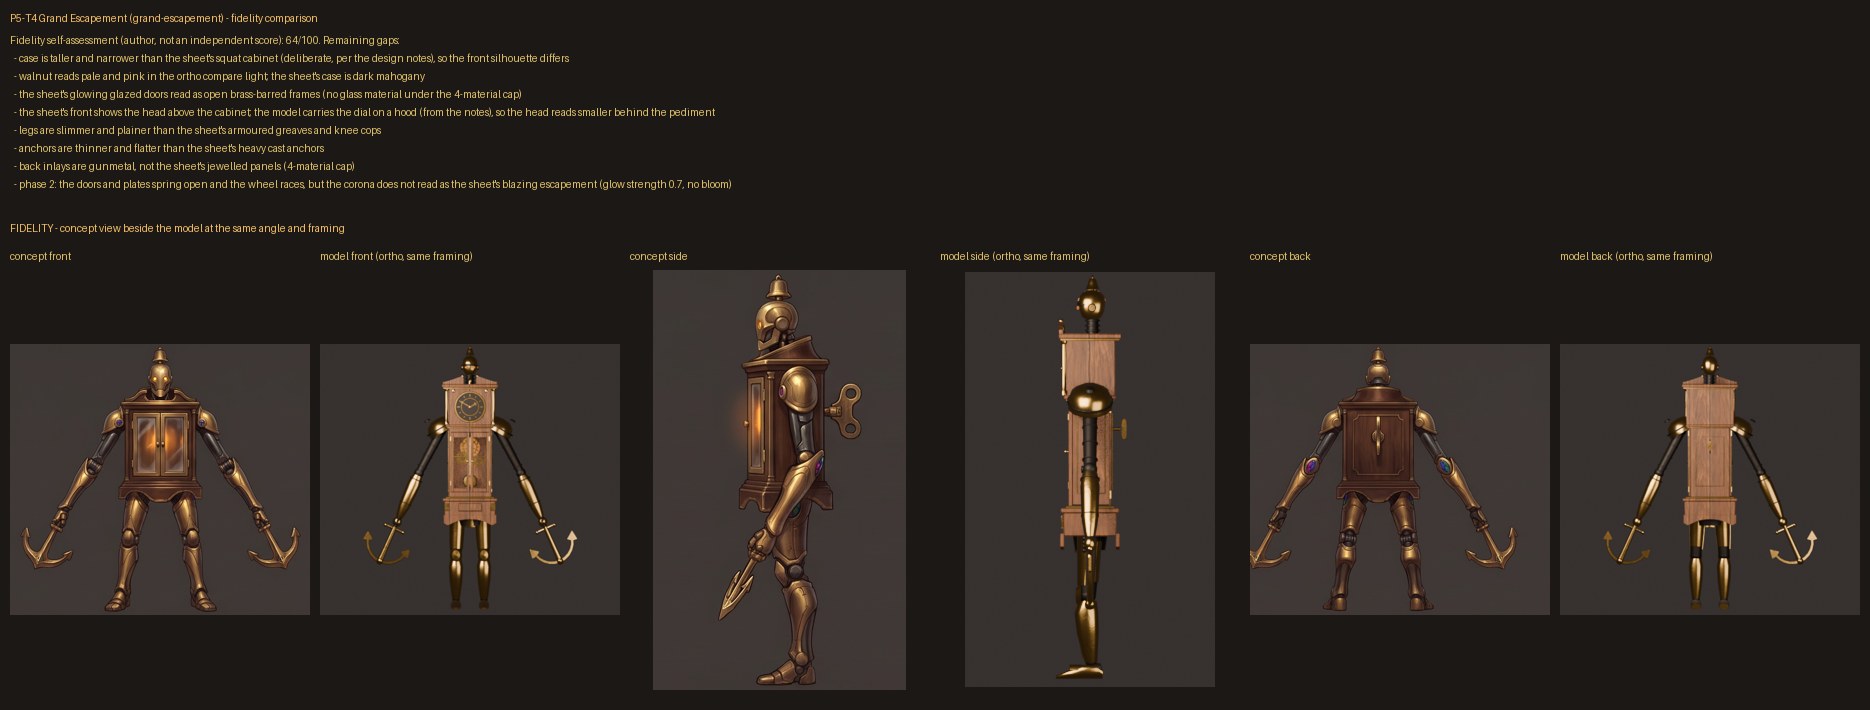 P5-T4 Grand Escapement (grand-escapement) - fidelity comparison
Fidelity self-assessment (author, not an independent score): 64/100. Remaining gaps:
- case is taller and narrower than the sheet's squat cabinet (deliberate, per the design notes), so the front silhouette differs
- walnut reads pale and pink in the ortho compare light; the sheet's case is dark mahogany
- the sheet's glowing glazed doors read as open brass-barred frames (no glass material under the 4-material cap)
- the sheet's front shows the head above the cabinet; the model carries the dial on a hood (from the notes), so the head reads smaller behind the pediment
- legs are slimmer and plainer than the sheet's armoured greaves and knee cops
- anchors are thinner and flatter than the sheet's heavy cast anchors
- back inlays are gunmetal, not the sheet's jewelled panels (4-material cap)
- phase 2: the doors and plates spring open and the wheel races, but the corona does not read as the sheet's blazing escapement (glow strength 0.7, no bloom)
FIDELITY - concept view beside the model at the same angle and framing
concept front
model front (ortho, same framing)
concept side
model side (ortho, same framing)
concept back
model back (ortho, same framing)